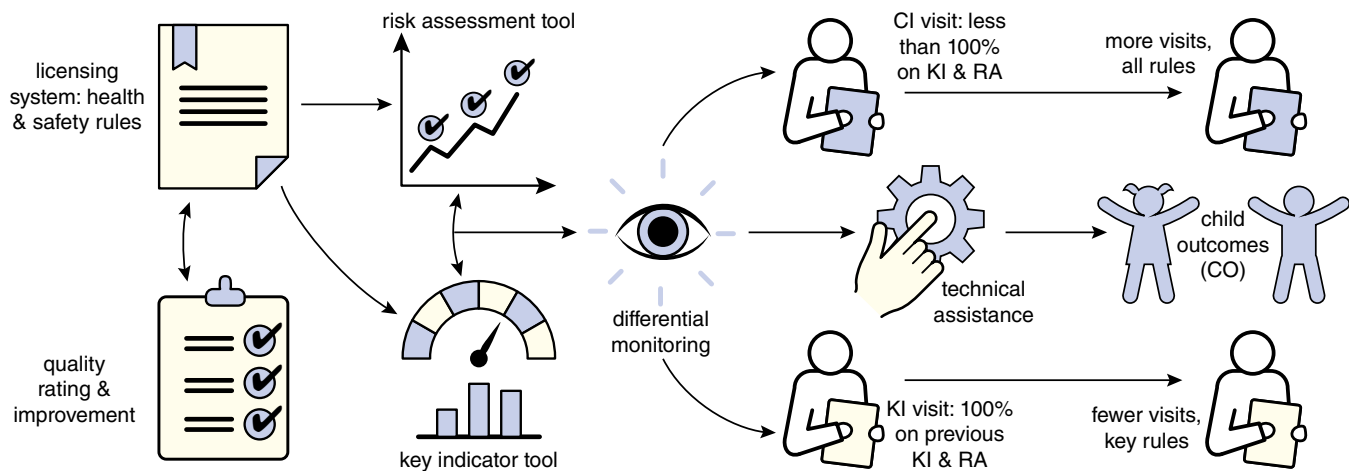 risk assessment tool
licensing
system: health
& safety rules
quality
rating &
improvement
key indicator tool
differential
monitoring
CI visit: less
than 100%
on KI & RA
more visits,
all rules
technical
assistance
child
outcomes
(CO)
KI visit: 100%
on previous
KI & RA
fewer visits,
key rules